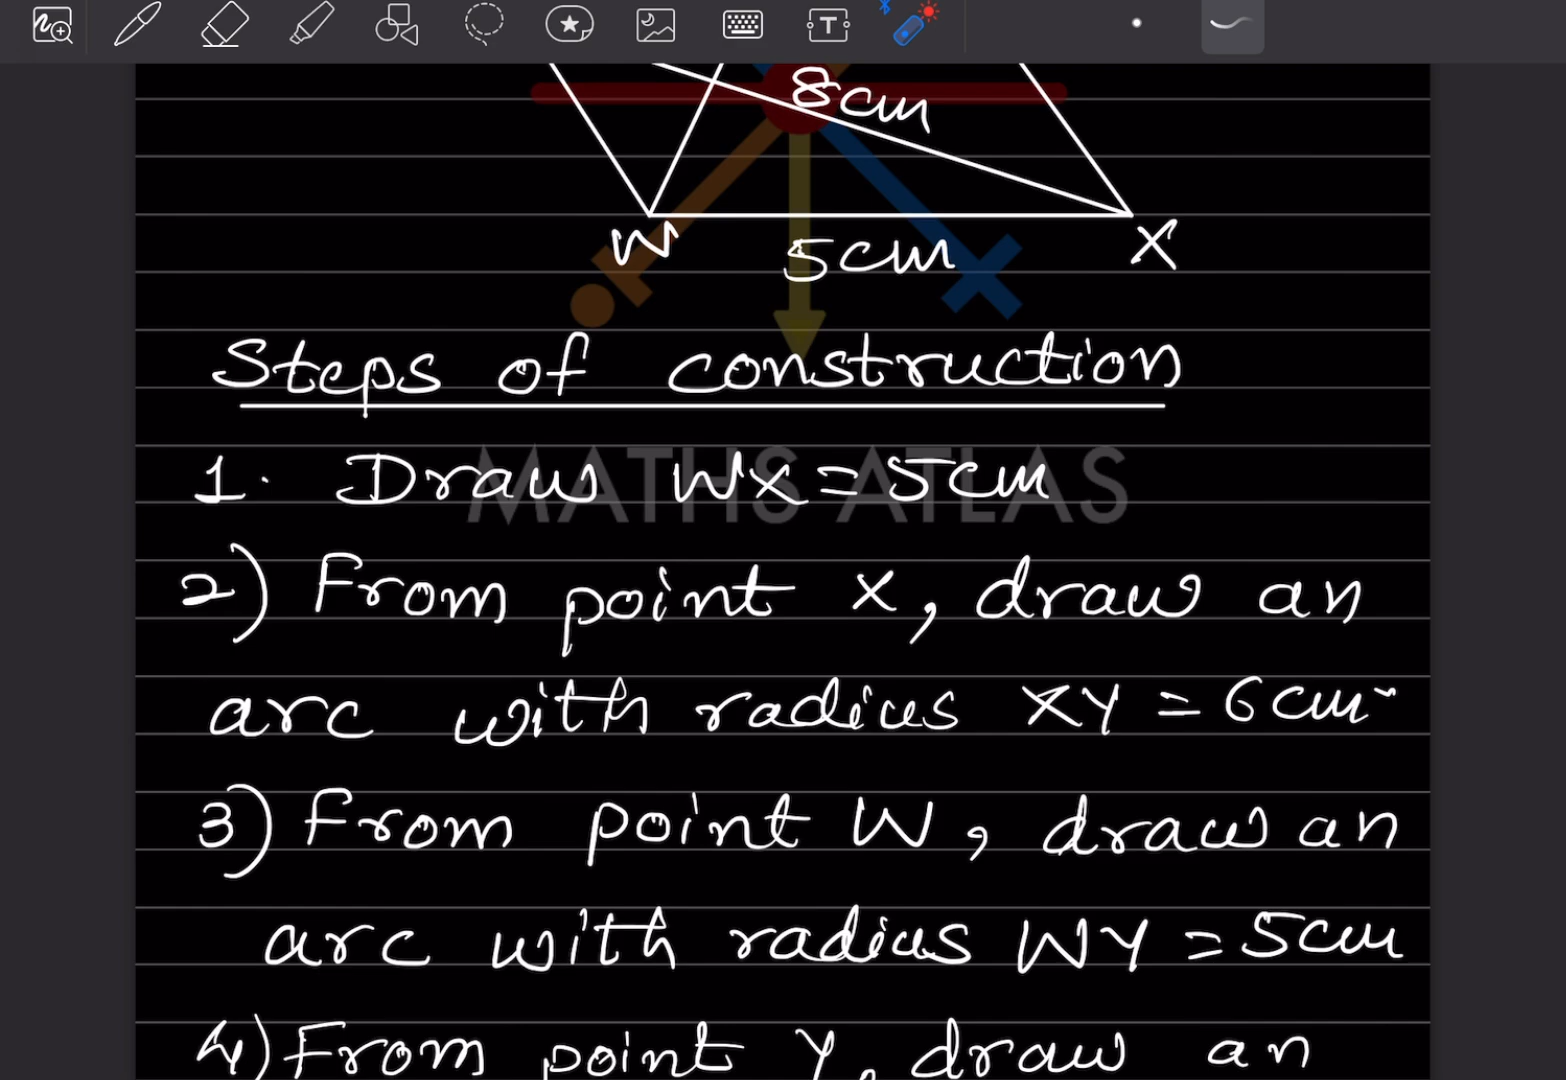 8cm
W 5cm X
Steps of construction
MATHS ATLAS
1. Draw WX=5cm
2) From point X, draw an
arc with radius XY = 6cm
3) From point W, draw an
arc with radius WY = 5cm
4) From point Y, draw an